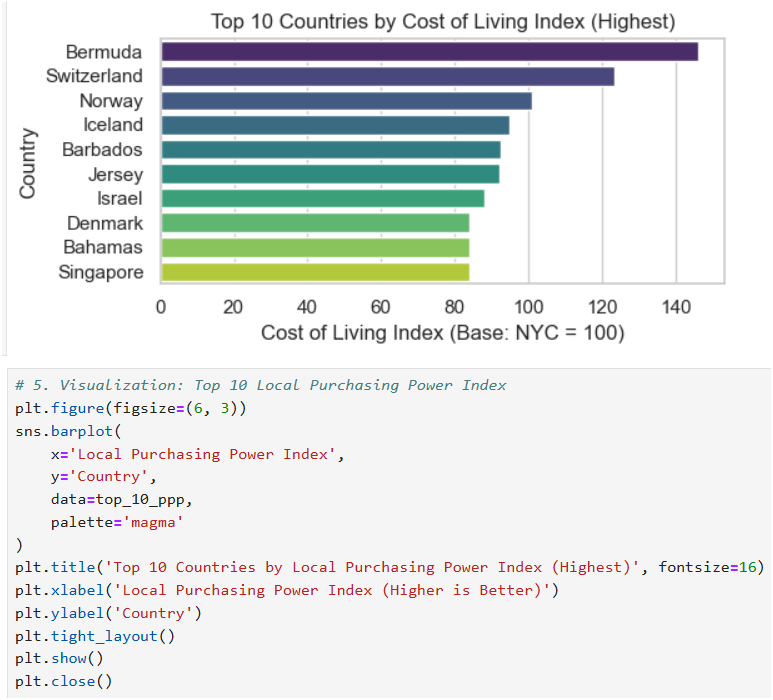 Top 10 Countries by Cost of Living Index (Highest)
Country
Bermuda
Switzerland
Norway
Iceland
Barbados
Jersey
Israel
Denmark
Bahamas
Singapore
0 20 40 60 80 100 120 140
Cost of Living Index (Base: NYC = 100)
# 5. Visualization: Top 10 Local Purchasing Power Index
plt.figure(figsize=(6, 3))
sns.barplot(
    x='Local Purchasing Power Index',
    y='Country',
    data=top_10_ppp,
    palette='magma'
)
plt.title('Top 10 Countries by Local Purchasing Power Index (Highest)', fontsize=16)
plt.xlabel('Local Purchasing Power Index (Higher is Better)')
plt.ylabel('Country')
plt.tight_layout()
plt.show()
plt.close()